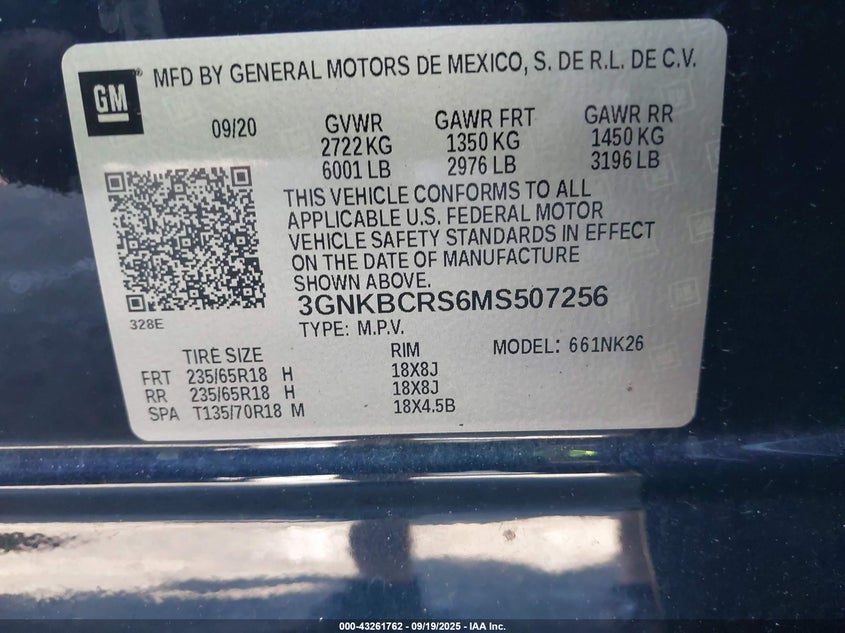 GM
MFD BY GENERAL MOTORS DE MEXICO, S. DE R.L. DE C.V.
09/20 GVWR GAWR FRT GAWR RR
2722 KG 1350 KG 1450 KG
6001 LB 2976 LB 3196 LB
THIS VEHICLE CONFORMS TO ALL
APPLICABLE U.S. FEDERAL MOTOR
VEHICLE SAFETY STANDARDS IN EFFECT
ON THE DATE OF MANUFACTURE
SHOWN ABOVE.
3GNKBCRS6MS507256
328E
TYPE: M.P.V.
TIRE SIZE RIM MODEL: 661NK26
FRT 235/65R18 H 18X8J
RR 235/65R18 H 18X8J
SPA T135/70R18 M 18X4.5B
000-43261762 - 09/19/2025 - IAA Inc.